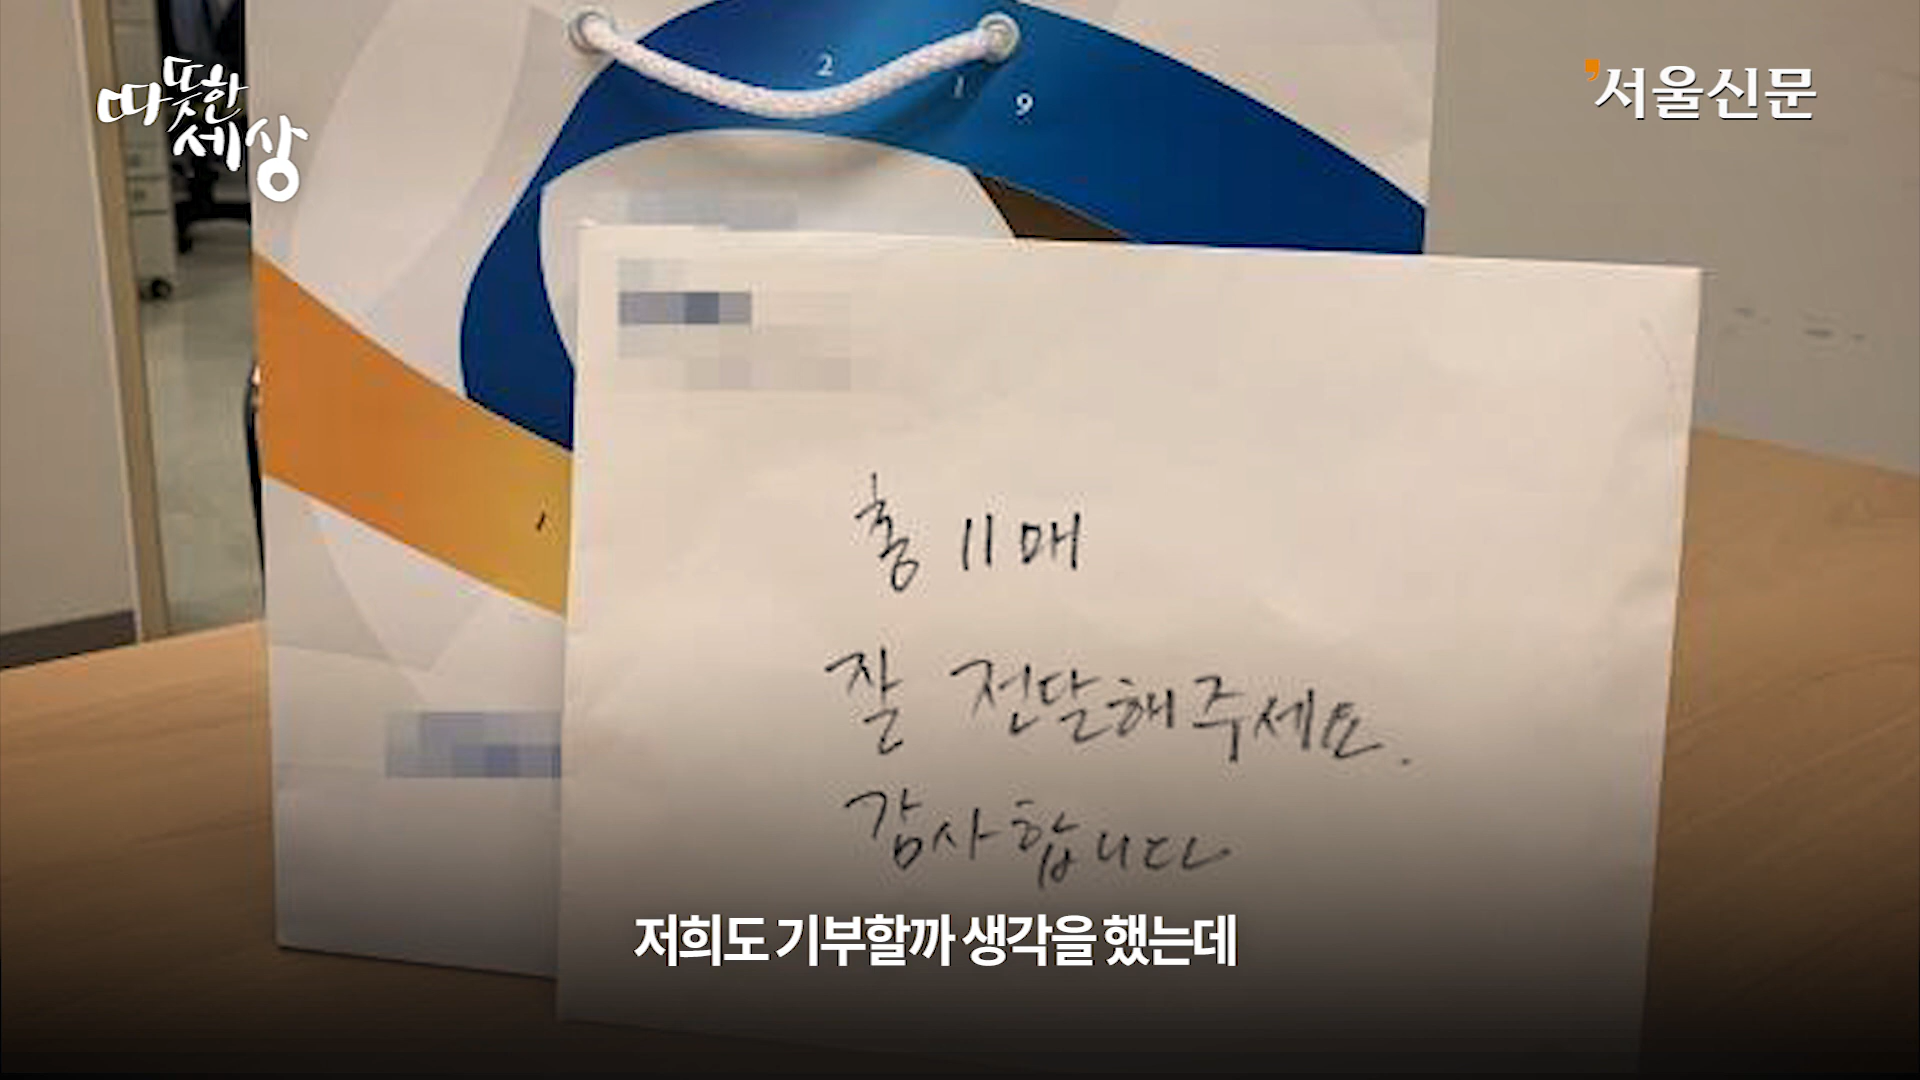 따뜻한
세상
서울신문
2
1
9
총 11매
잘 전달해주세요.
감사합니다
저희도 기부할까 생각을 했는데